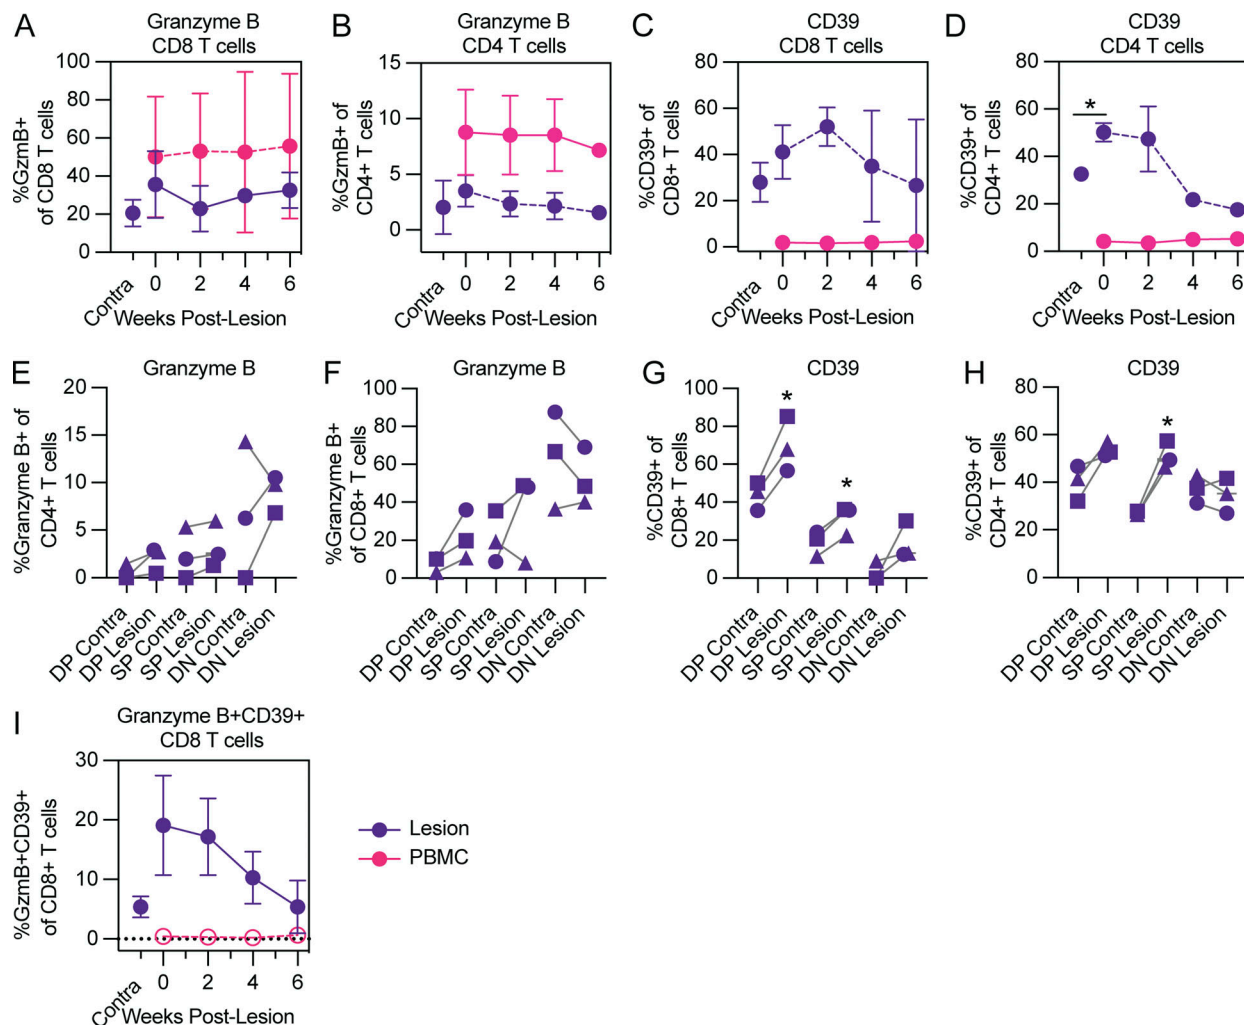 A
Granzyme B
CD8 T cells
%GzmB+
of CD8 T cells
100
80
60
40
20
0
Contra
0 2 4 6
Weeks Post-Lesion
B
Granzyme B
CD4 T cells
%GzmB+ of
CD4+ T cells
15
10
5
0
Contra
0 2 4 6
Weeks Post-Lesion
C
CD39
CD8 T cells
%CD39+ of
CD8+ T cells
80
60
40
20
0
Contra
0 2 4 6
Weeks Post-Lesion
D
CD39
CD4 T cells
%CD39+ of
CD4+ T cells
80
60
40
20
0
*
Contra
0 2 4 6
Weeks Post-Lesion
E
Granzyme B
%Granzyme B+ of
CD4+ T cells
20
15
10
5
0
DP Contra
DP Lesion
SP Contra
SP Lesion
DN Contra
DN Lesion
F
Granzyme B
%Granzyme B+
of CD8+ T cells
100
80
60
40
20
0
DP Contra
DP Lesion
SP Contra
SP Lesion
DN Contra
DN Lesion
G
CD39
%CD39+ of
CD8+ T cells
100
80
60
40
20
0
*
*
DP Contra
DP Lesion
SP Contra
SP Lesion
DN Contra
DN Lesion
H
CD39
%CD39+ of
CD4+ T cells
80
60
40
20
0
*
DP Contra
DP Lesion
SP Contra
SP Lesion
DN Contra
DN Lesion
I
Granzyme B+CD39+
CD8 T cells
%GzmB+CD39+
of CD8+ T cells
30
20
10
0
Contra
0 2 4 6
Weeks Post-Lesion
Lesion
PBMC